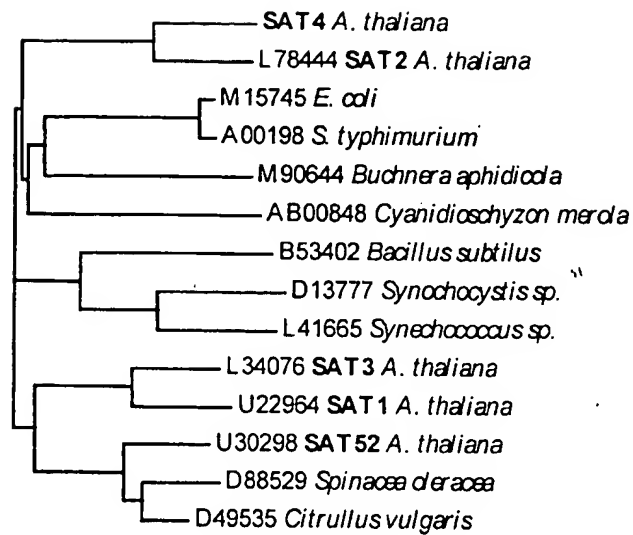 SAT4 A. thaliana
L78444 SAT2 A. thaliana
M15745 E. coli
A00198 S. typhimurium
M90644 Buchnera aphidicola
AB00848 Cyanidioschyzon merola
B53402 Bacillus subtilus
D13777 Synochocystis sp.
L41665 Synechococcus sp.
L34076 SAT3 A. thaliana
U22964 SAT1 A. thaliana
U30298 SAT52 A. thaliana
D88529 Spinacea oleracea
D49535 Citrullus vulgaris